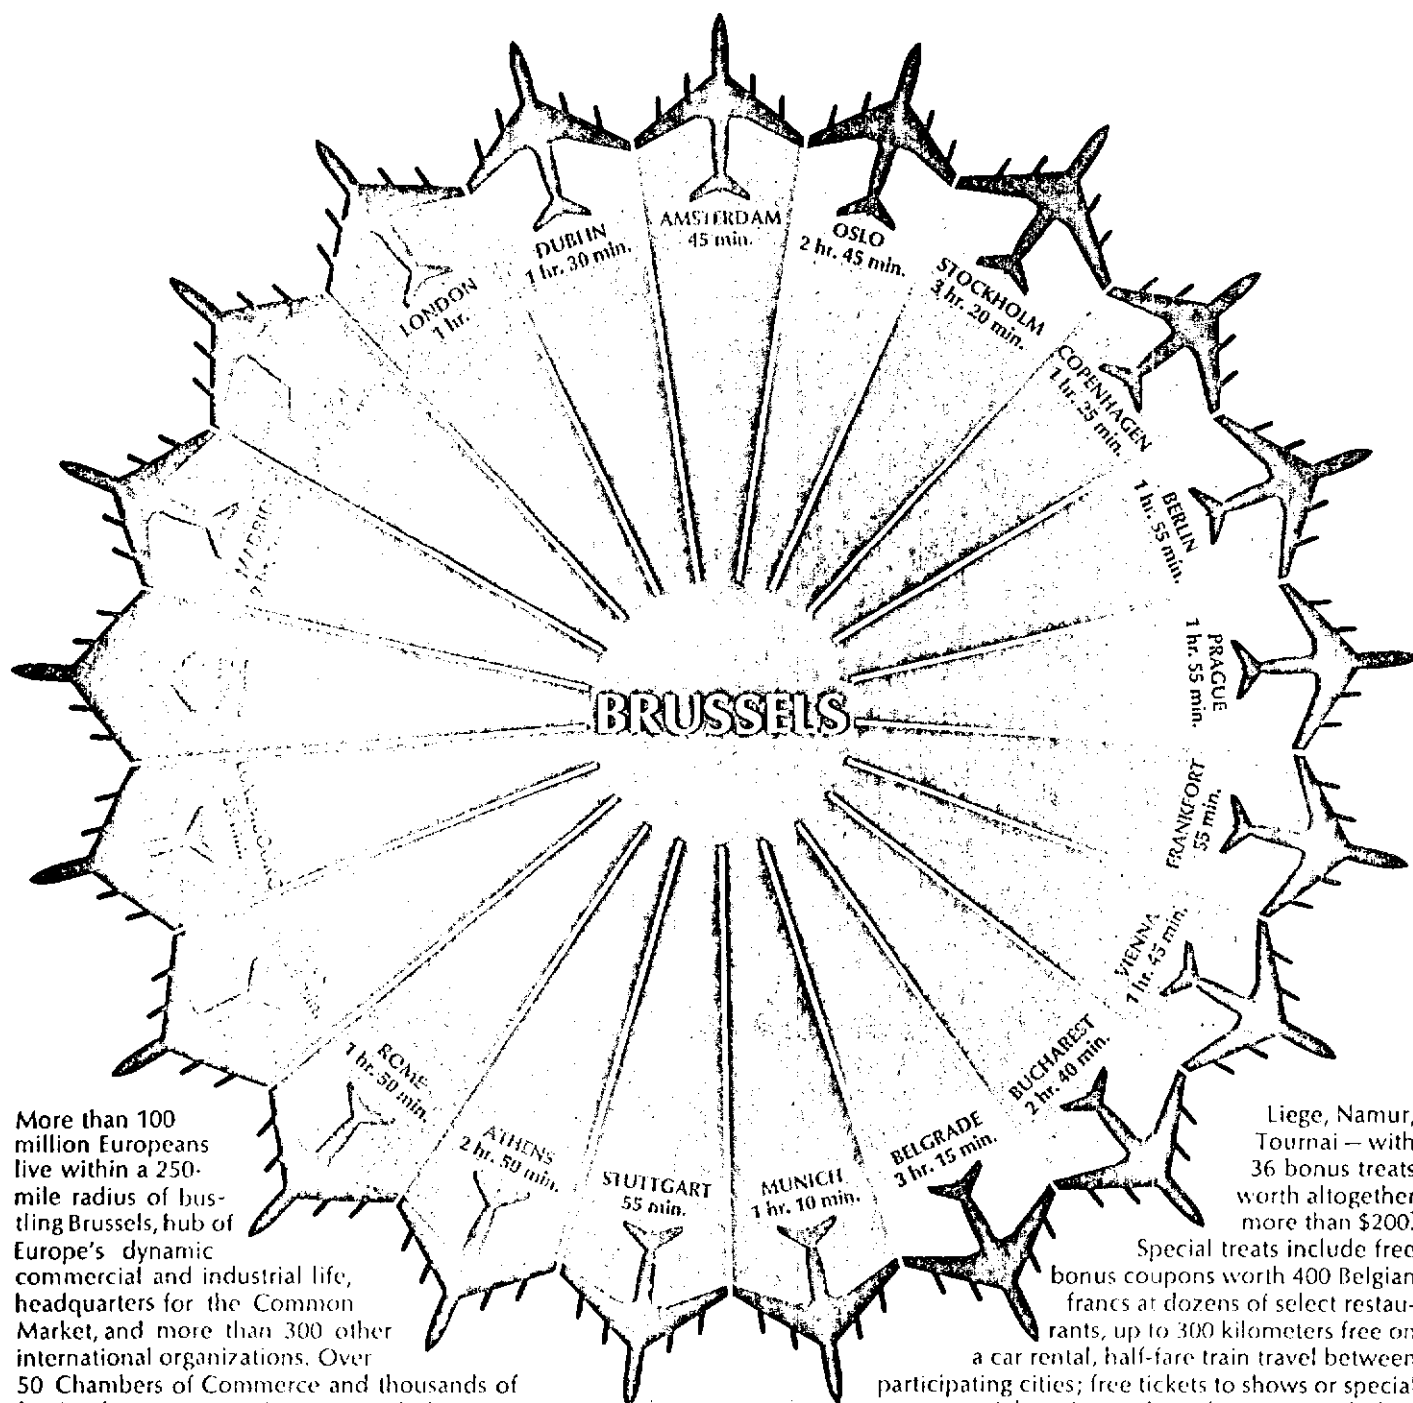 AMSTERDAM
45 min.
OSLO
2 hr. 45 min.
STOCKHOLM
3 hr. 20 min.
COPENHAGEN
1 hr. 25 min.
BERLIN
1 hr. 55 min.
PRAGUE
1 hr. 55 min.
FRANKFORT
55 min.
VIENNA
1 hr. 45 min.
BUCHAREST
2 hr. 40 min.
BELGRADE
3 hr. 15 min.
MUNICH
1 hr. 10 min.
STUTTGART
55 min.
ATHENS
2 hr. 50 min.
ROME
1 hr. 50 min.
MADRID
LONDON
1 hr.
DUBLIN
1 hr. 30 min.
BRUSSELS
More than 100
million Europeans
live within a 250-
mile radius of bus-
tling Brussels, hub of
Europe's dynamic
commercial and industrial life,
headquarters for the Common
Market, and more than 300 other
international organizations. Over
50 Chambers of Commerce and thousands of
Liege, Namur,
Tournai — with
36 bonus treats
worth altogether
more than $200.
Special treats include free
bonus coupons worth 400 Belgian
francs at dozens of select restau-
rants, up to 300 kilometers free on
a car rental, half-fare train travel between
participating cities; free tickets to shows or special